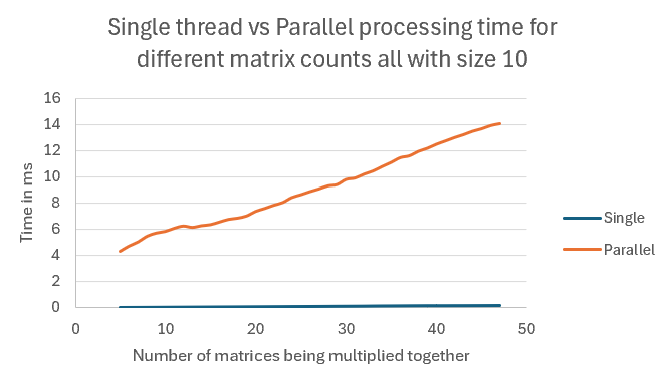 Single thread vs Parallel processing time for
different matrix counts all with size 10
16
14
12
10
8
6
4
2
0
Time in ms
0 10 20 30 40 50
Number of matrices being multiplied together
Single
Parallel